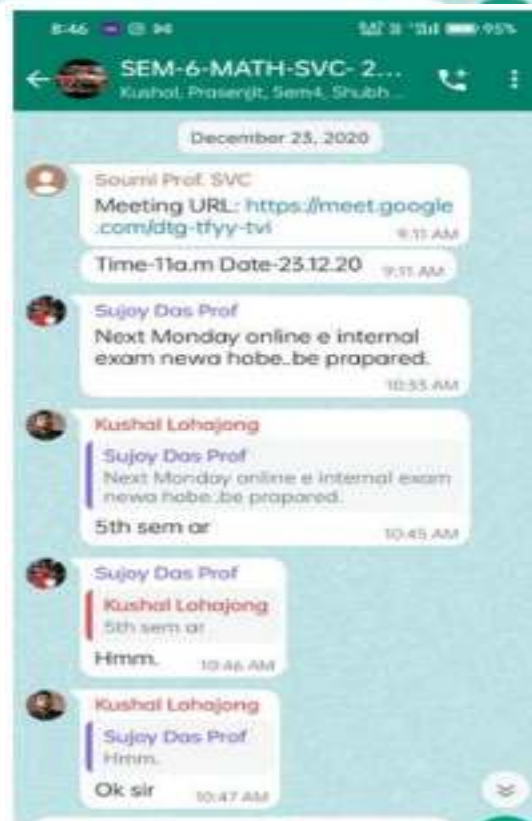 8:46
95%
SEM-6-MATH-SVC- 2...
Kushal, Prasenjit, Sem4, Shubh...
December 23, 2020
Soumi Prof. SVC
Meeting URL: https://meet.google
.com/dtg-tfyy-tvi
9:11 AM
Time-11a.m Date-23.12.20
9:11 AM
Sujoy Das Prof
Next Monday online e internal
exam newa hobe..be prapared.
AM
Kushal Lohajong
Sujoy Das Prof
Next Monday online e internal exam
newa hobe..be prapared.
5th sem ar
10:45 AM
Sujoy Das Prof
Kushal Lohajong
5th sem ar
Hmm.
10:46 AM
Kushal Lohajong
Sujoy Das Prof
Hmm.
Ok sir
10:47 AM